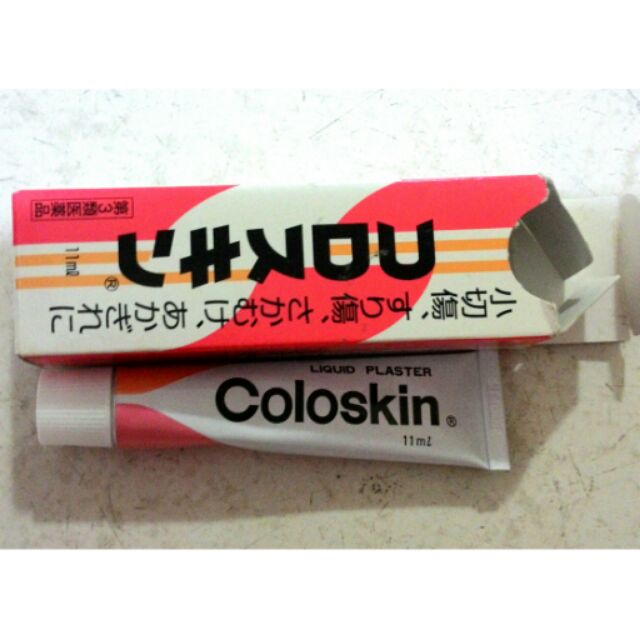 第3類医薬品
コロスキン®
11mℓ
小切傷、すり傷、さかむけ、あかぎれに
LIQUID PLASTER
Coloskin®
11mℓ